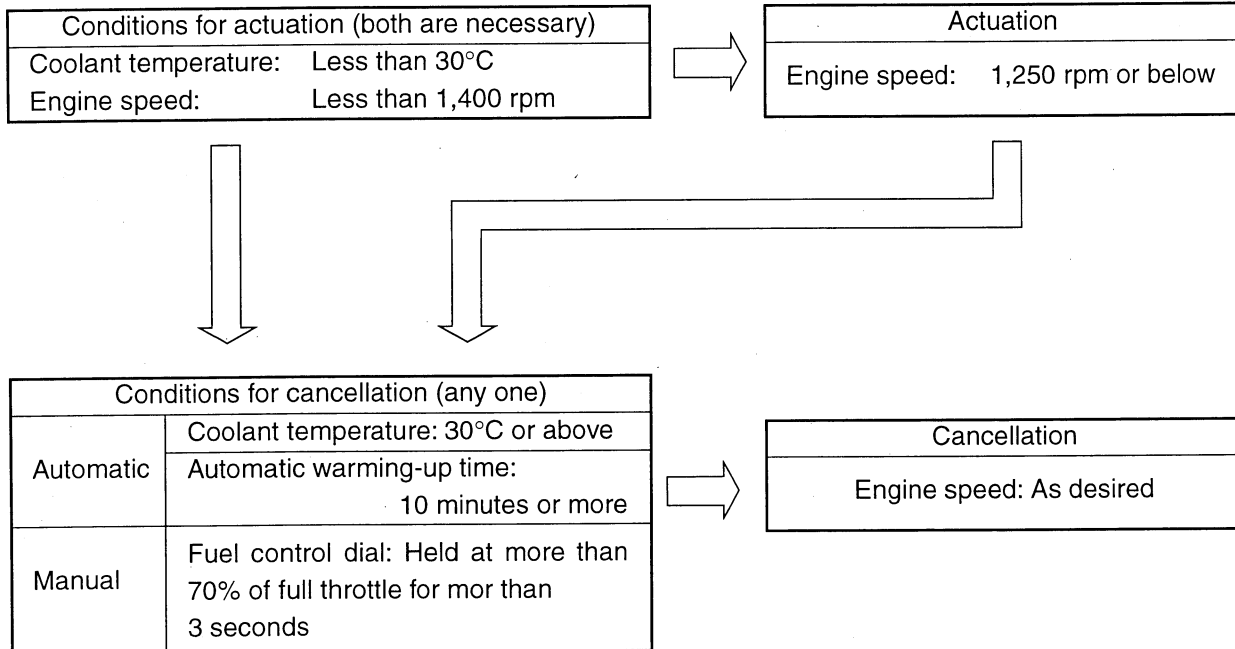 Conditions for actuation (both are necessary)
Coolant temperature: Less than 30°C
Engine speed: Less than 1,400 rpm
Actuation
Engine speed: 1,250 rpm or below
Conditions for cancellation (any one)
Automatic
Coolant temperature: 30°C or above
Automatic warming-up time:
10 minutes or more
Manual
Fuel control dial: Held at more than
70% of full throttle for mor than
3 seconds
Cancellation
Engine speed: As desired